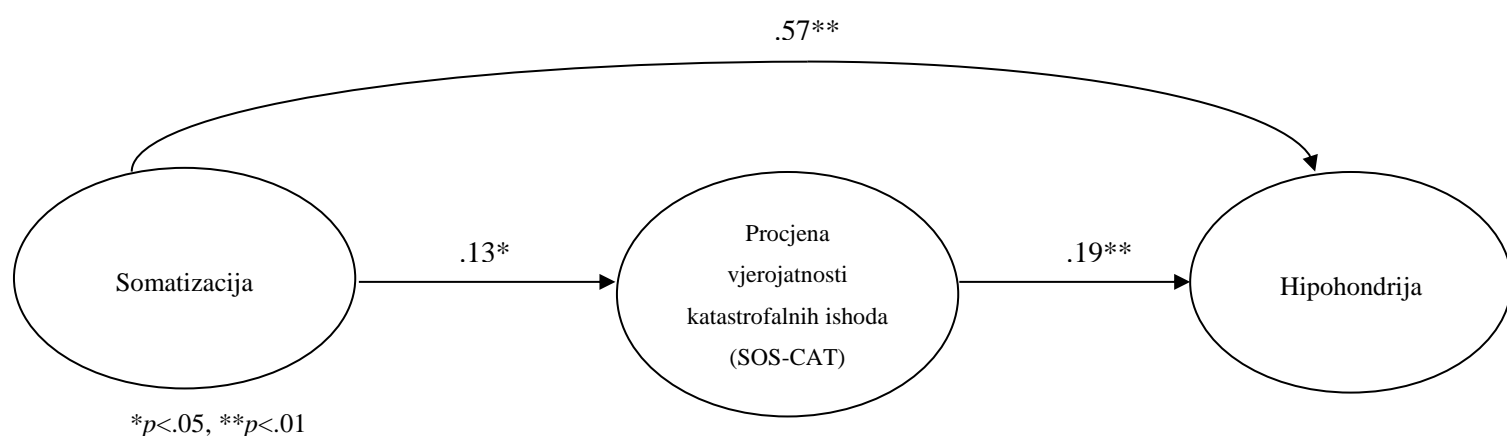 .57**
Somatizacija
.13*
Procjena
vjerojatnosti
katastrofalnih ishoda
(SOS-CAT)
.19**
Hipohondrija
*p<.05, **p<.01